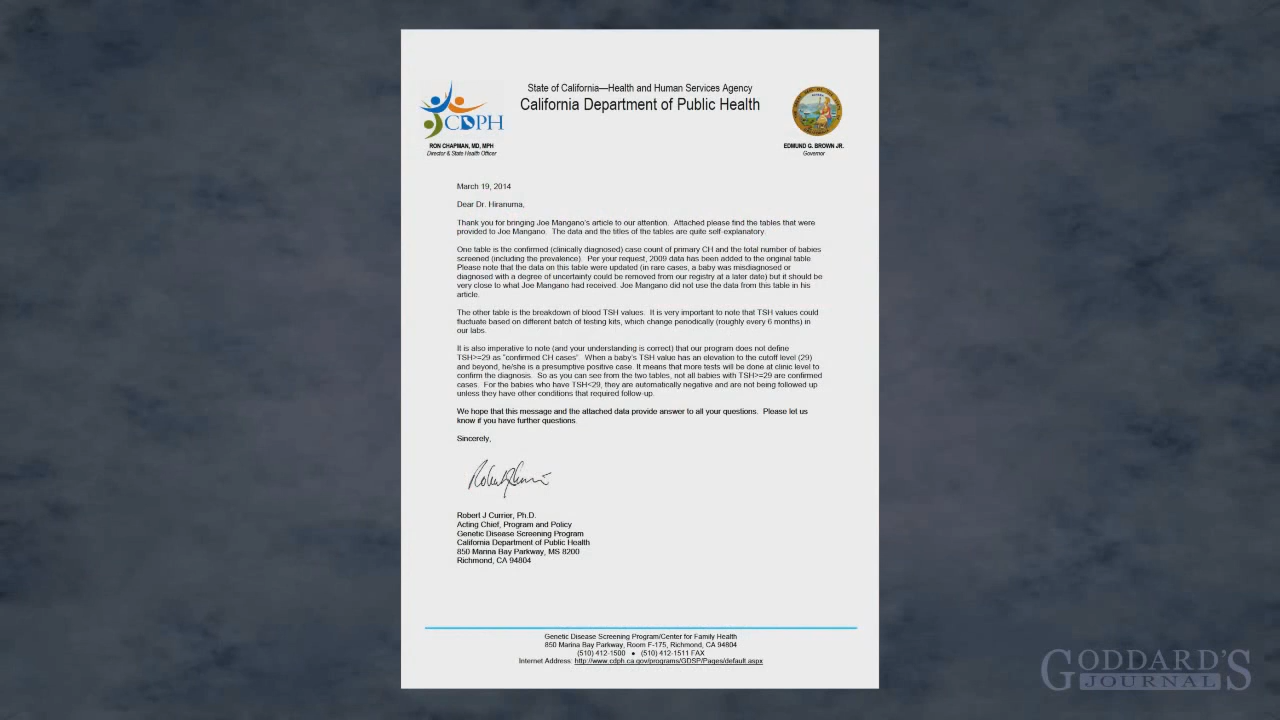 State of California—Health and Human Services Agency
California Department of Public Health
CDPH
RON CHAPMAN, MD, MPH
Director & State Health Officer
EDMUND G. BROWN JR.
Governor
March 19, 2014
Dear Dr. Hiranuma,
Thank you for bringing Joe Mangano's article to our attention. Attached please find the tables that were
provided to Joe Mangano. The data and the titles of the tables are quite self-explanatory.
One table is the confirmed (clinically diagnosed) case count of primary CH and the total number of babies
screened (including the prevalence). Per your request, 2009 data has been added to the original table.
Please note that the data on this table were updated (in rare cases, a baby was misdiagnosed or
diagnosed with a degree of uncertainty could be removed from our registry at a later date) but it should be
very close to what Joe Mangano had received. Joe Mangano did not use the data from this table in his
article.
The other table is the breakdown of blood TSH values. It is very important to note that TSH values could
fluctuate based on different batch of testing kits, which change periodically (roughly every 6 months) in
our labs.
It is also imperative to note (and your understanding is correct) that our program does not define
TSH>=29 as "confirmed CH cases". When a baby's TSH value has an elevation to the cutoff level (29)
and beyond, he/she is a presumptive positive case. It means that more tests will be done at clinic level to
confirm the diagnosis. So as you can see from the two tables, not all babies with TSH>=29 are confirmed
cases. For the babies who have TSH<29, they are automatically negative and are not being followed up
unless they have other conditions that required follow-up.
We hope that this message and the attached data provide answer to all your questions. Please let us
know if you have further questions.
Sincerely,
Robert J Currier, Ph.D.
Acting Chief, Program and Policy
Genetic Disease Screening Program
California Department of Public Health
850 Marina Bay Parkway, MS 8200
Richmond, CA 94804
Genetic Disease Screening Program/Center for Family Health
850 Marina Bay Parkway, Room F-175, Richmond, CA 94804
(510) 412-1500 ● (510) 412-1511 FAX
Internet Address: http://www.cdph.ca.gov/programs/GDSP/Pages/default.aspx
GODDARD'S
JOURNAL